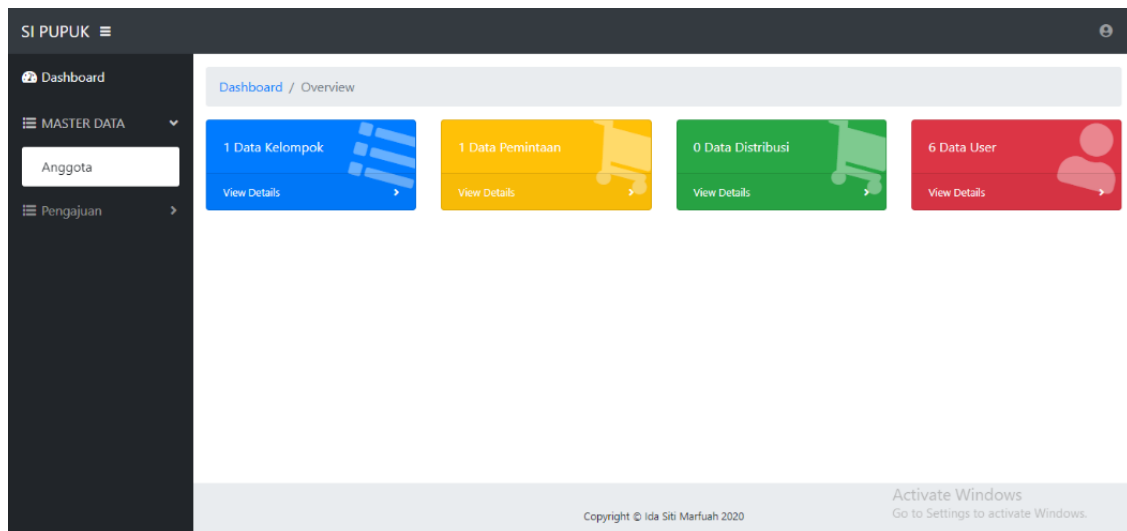 SI PUPUK
Dashboard
MASTER DATA
Anggota
Pengajuan
Dashboard / Overview
1 Data Kelompok
View Details
1 Data Pemintaan
View Details
0 Data Distribusi
View Details
6 Data User
View Details
Copyright © Ida Siti Marfuah 2020
Activate Windows
Go to Settings to activate Windows.